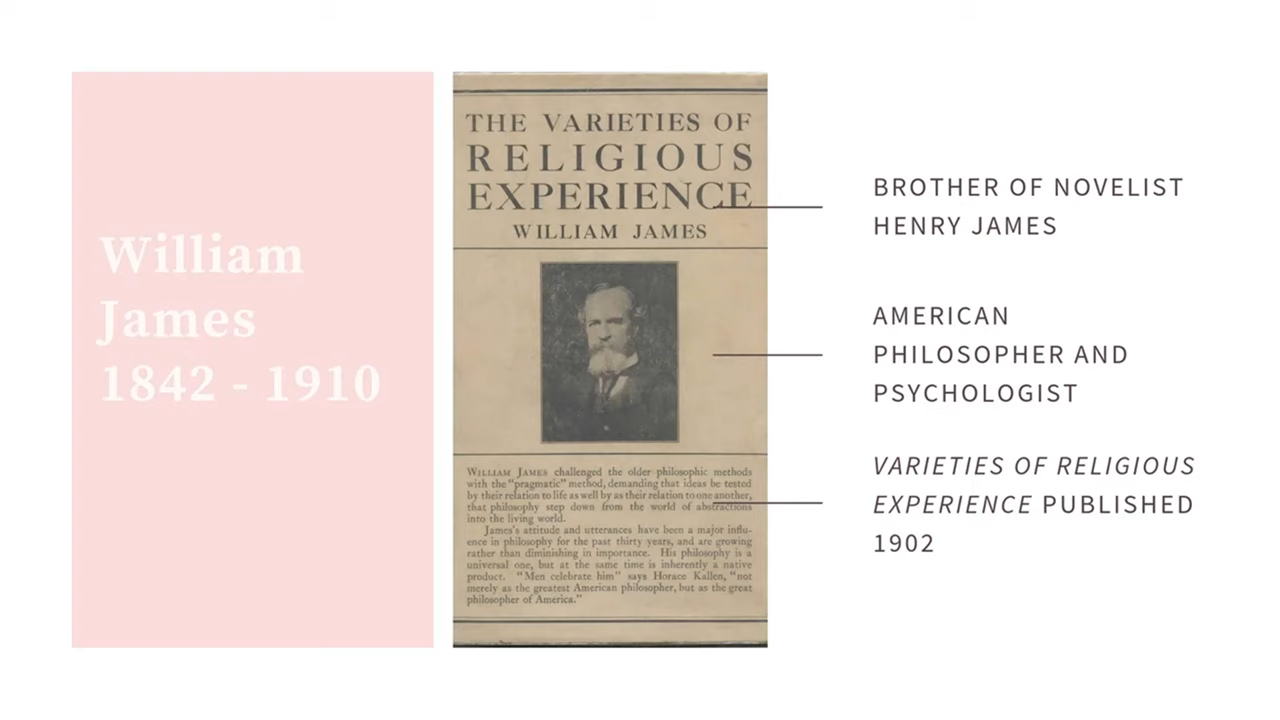 William
James
1842 - 1910
THE VARIETIES OF
RELIGIOUS
EXPERIENCE
WILLIAM JAMES
WILLIAM JAMES challenged the older philosophic methods
with the "pragmatic" method, demanding that ideas be tested
by their relation to life as well by as their relation to one another,
that philosophy step down from the world of abstractions
into the living world.
James's attitude and utterances have been a major influ-
ence in philosophy for the past thirty years, and are growing
rather than diminishing in importance. His philosophy is a
universal one, but at the same time is inherently a native
product. "Men celebrate him" says Horace Kallen, "not
merely as the greatest American philosopher, but as the great
philosopher of America."
BROTHER OF NOVELIST
HENRY JAMES
AMERICAN
PHILOSOPHER AND
PSYCHOLOGIST
VARIETIES OF RELIGIOUS
EXPERIENCE PUBLISHED
1902